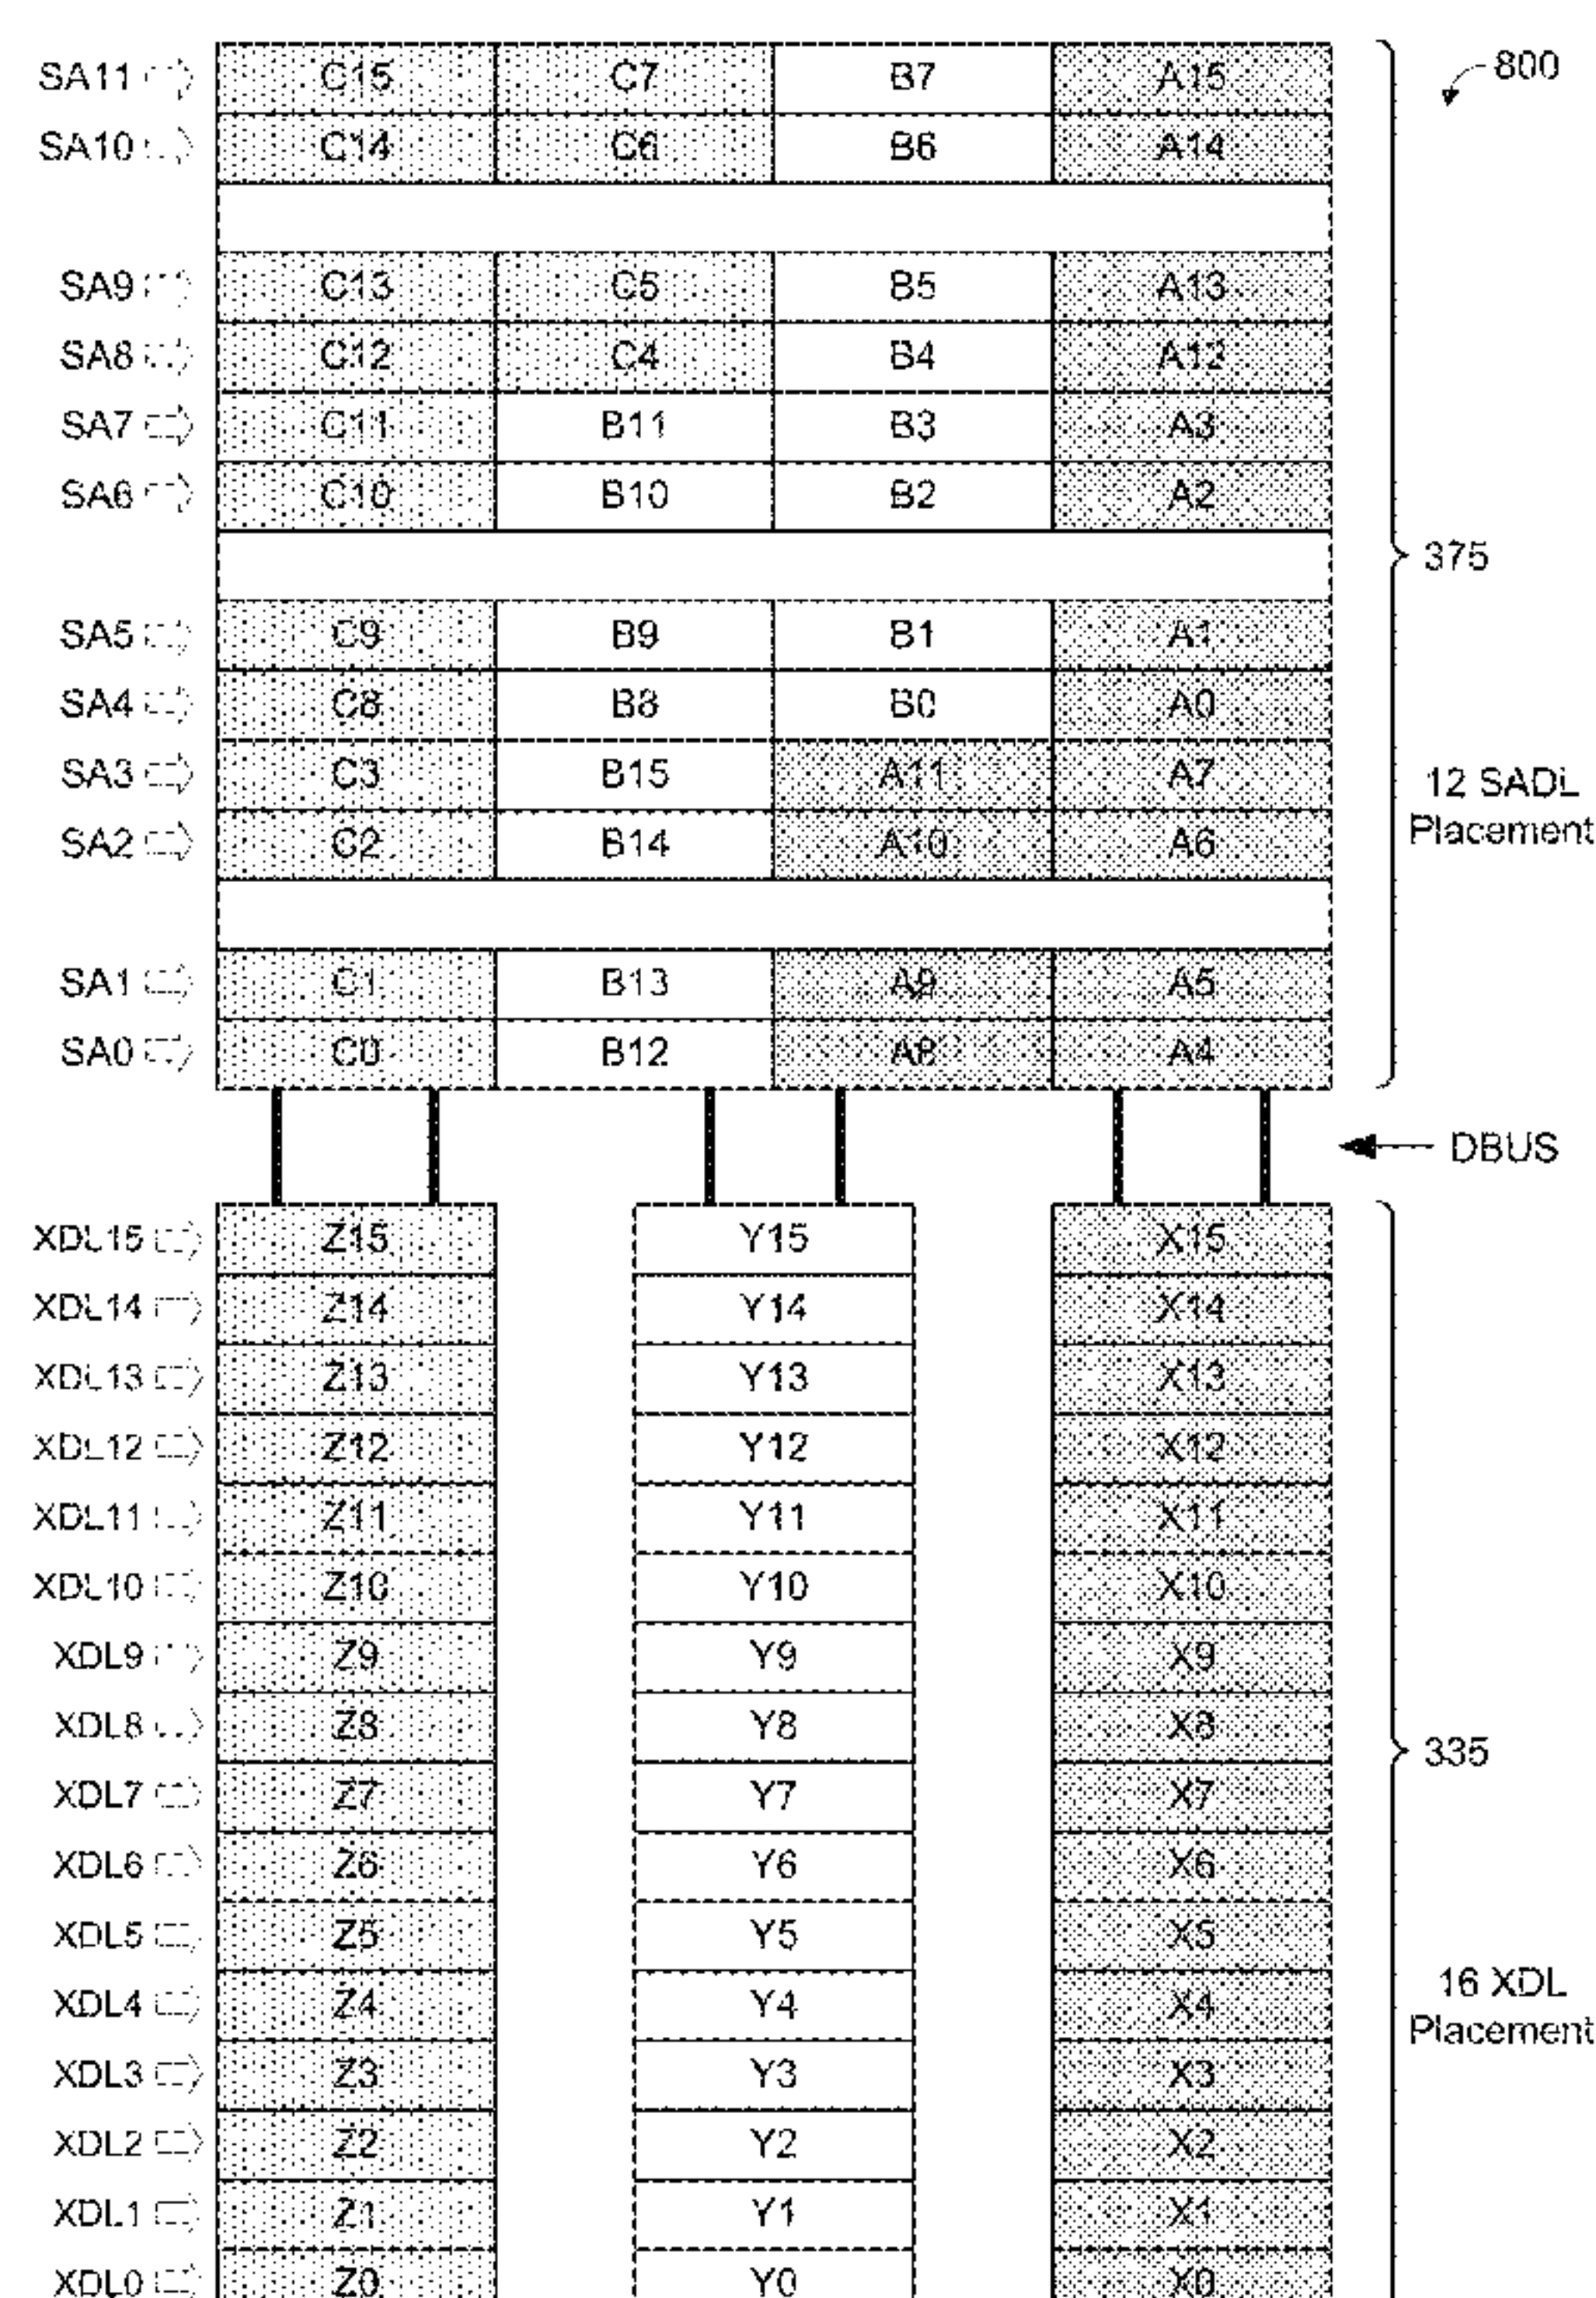 800
SA11 C15 C7 B7 A15
SA10 C14 C6 B6 A14
SA9 C13 C5 B5 A13
SA8 C12 C4 B4 A12
SA7 C11 B11 B3 A3
SA6 C10 B10 B2 A2
375
SA5 C9 B9 B1 A1
SA4 C8 B8 B0 A0
SA3 C3 B15 A11 A7
SA2 C2 B14 A10 A6
12 SADL
Placement
SA1 C1 B13 A9 A5
SA0 C0 B12 A8 A4
DBUS
XDL15 Z15 Y15 X15
XDL14 Z14 Y14 X14
XDL13 Z13 Y13 X13
XDL12 Z12 Y12 X12
XDL11 Z11 Y11 X11
XDL10 Z10 Y10 X10
XDL9 Z9 Y9 X9
XDL8 Z8 Y8 X8
335
XDL7 Z7 Y7 X7
XDL6 Z6 Y6 X6
XDL5 Z5 Y5 X5
XDL4 Z4 Y4 X4
16 XDL
Placement
XDL3 Z3 Y3 X3
XDL2 Z2 Y2 X2
XDL1 Z1 Y1 X1
XDL0 Z0 Y0 X0